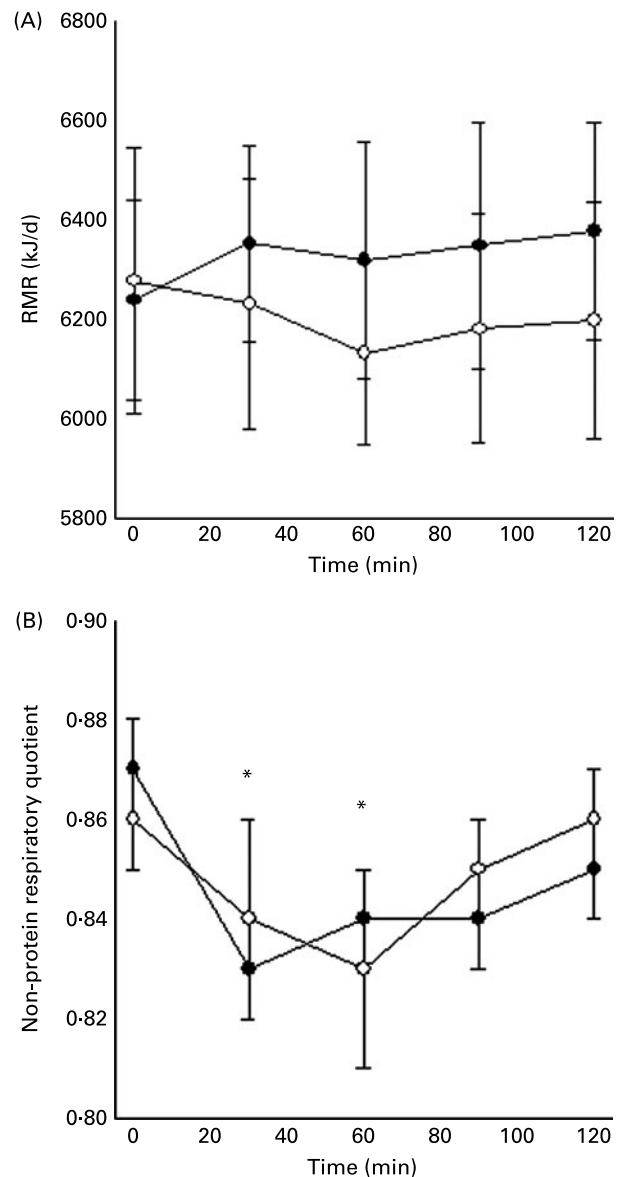 (A)
6800
6600
6400
6200
6000
5800
RMR (kJ/d)
0 20 40 60 80 100 120
Time (min)
(B)
0·90
0·88
0·86
0·84
0·82
0·80
Non-protein respiratory quotient
*
*
0 20 40 60 80 100 120
Time (min)